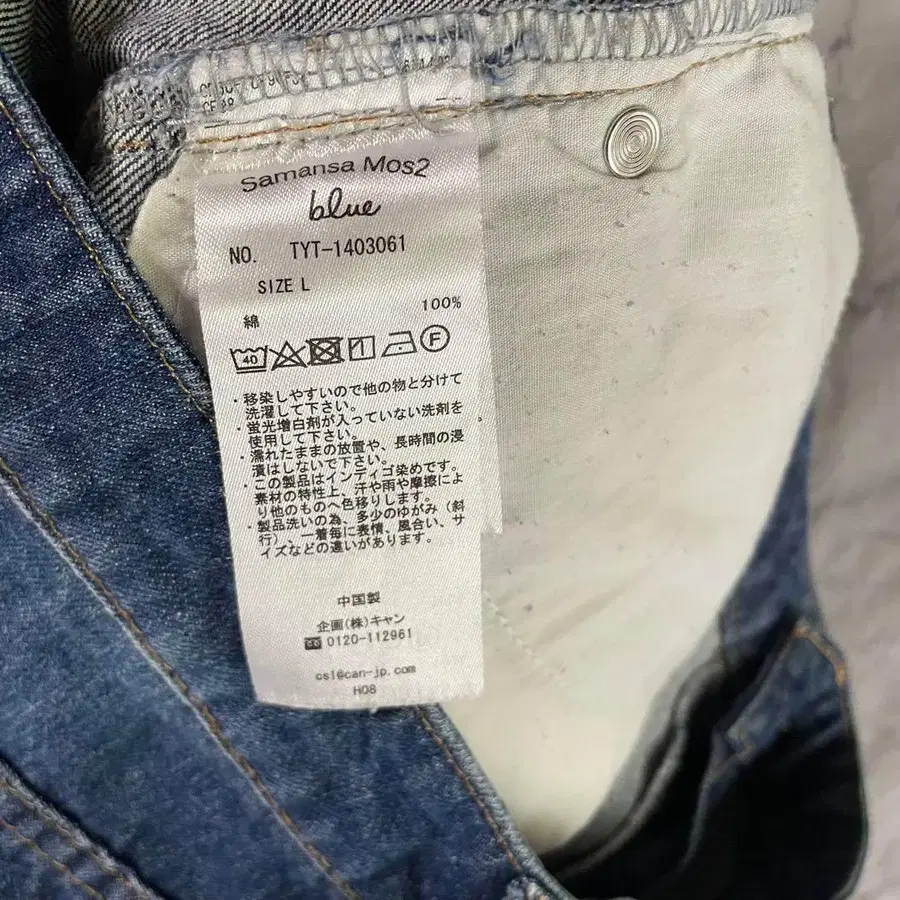 Samansa Mos2
blue
NO. TYT-1403061
SIZE L
綿 100%
40 1 F
・移染しやすいので他の物と分けて
洗濯して下さい。
・蛍光増白剤が入っていない洗剤を
使用して下さい。
・濡れたままの放置や、長時間の浸
漬はしないで下さい。
・この製品はインディゴ染めです。
素材の特性上、汗や雨や摩擦によ
り他のものへ色移りします。
・製品洗いの為、多少のゆがみ（斜
行）、一着毎に表情、風合い、サ
イズなどの違いがあります。
中国製
企画(株)キャン
0120-112961
cs1@can-jp.com
H08